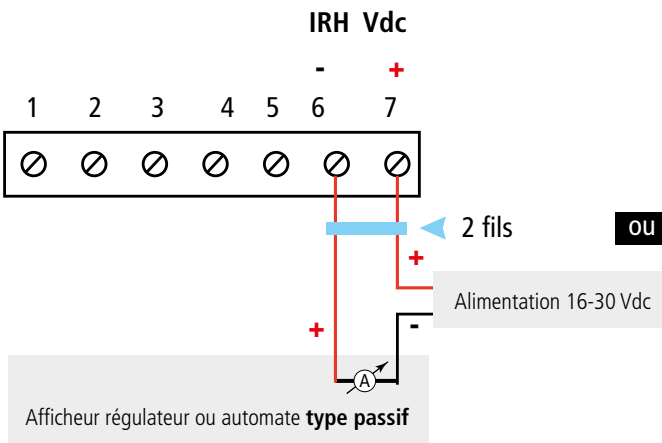 IRH Vdc
- +
1 2 3 4 5 6 7
2 fils
ou
+
Alimentation 16-30 Vdc
+ -
A
Afficheur régulateur ou automate type passif